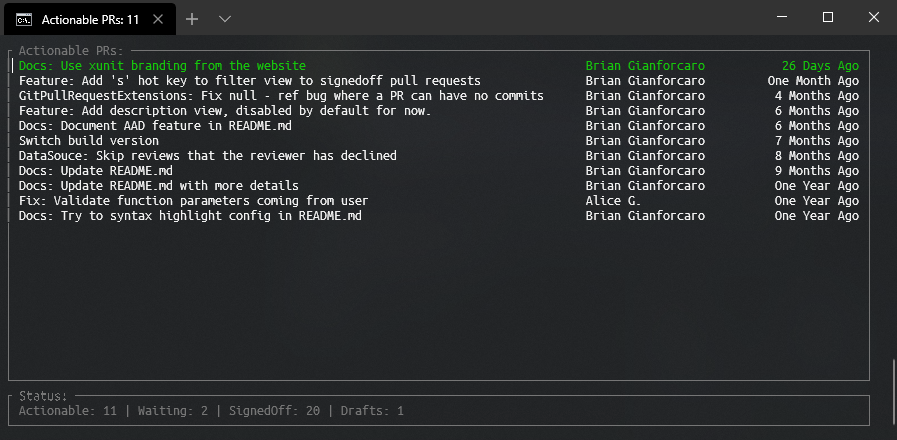 Actionable PRs: 11
Actionable PRs:
Docs: Use xunit branding from the website Brian Gianforcaro 26 Days Ago
Feature: Add 's' hot key to filter view to signedoff pull requests Brian Gianforcaro One Month Ago
GitPullRequestExtensions: Fix null - ref bug where a PR can have no commits Brian Gianforcaro 4 Months Ago
Feature: Add description view, disabled by default for now. Brian Gianforcaro 6 Months Ago
Docs: Document AAD feature in README.md Brian Gianforcaro 6 Months Ago
Switch build version Brian Gianforcaro 7 Months Ago
DataSouce: Skip reviews that the reviewer has declined Brian Gianforcaro 8 Months Ago
Docs: Update README.md Brian Gianforcaro 9 Months Ago
Docs: Update README.md with more details Brian Gianforcaro One Year Ago
Fix: Validate function parameters coming from user Alice G. One Year Ago
Docs: Try to syntax highlight config in README.md Brian Gianforcaro One Year Ago
Status:
Actionable: 11 | Waiting: 2 | SignedOff: 20 | Drafts: 1